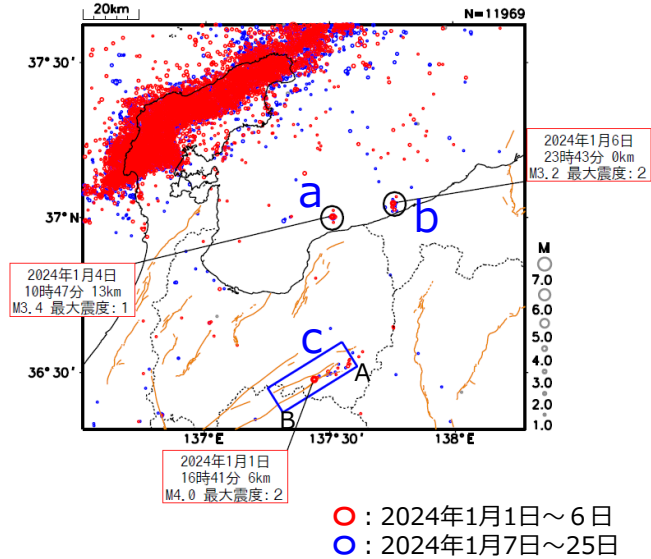 20km
N=11969
37°30′
37°N
36°30′
137°E
137°30′
138°E
a
b
c
A
B
2024年1月6日
23時43分 0km
M3.2 最大震度:2
2024年1月4日
10時47分 13km
M3.4 最大震度:1
2024年1月1日
16時41分 6km
M4.0 最大震度:2
M
7.0
6.0
5.0
4.0
3.0
2.0
1.0
O:2024年1月1日~6日
O:2024年1月7日~25日